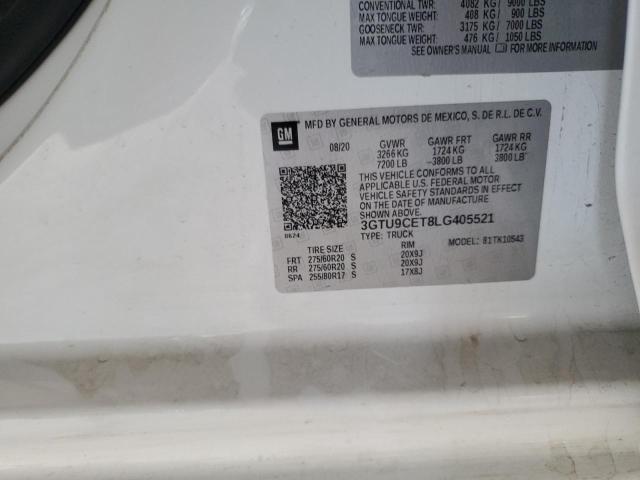 CONVENTIONAL TWR: 4082 KG/ 9000 LBS
MAX TONGUE WEIGHT: 408 KG/ 900 LBS
GOOSENECK TWR: 3175 KG/ 7000 LBS
MAX TONGUE WEIGHT: 476 KG/ 1050 LBS
SEE OWNER'S MANUAL FOR MORE INFORMATION
GM MFD BY GENERAL MOTORS DE MEXICO, S. DE R.L. DE C.V.
08/20 GVWR GAWR FRT GAWR RR
3266 KG 1724 KG 1724 KG
7200 LB 3800 LB 3800 LB
THIS VEHICLE CONFORMS TO ALL
APPLICABLE U.S. FEDERAL MOTOR
VEHICLE SAFETY STANDARDS IN EFFECT
ON THE DATE OF MANUFACTURE
SHOWN ABOVE.
3GTU9CET8LG405521
TYPE: TRUCK MODEL: 81TK10543
0624
TIRE SIZE RIM
FRT 275/60R20 S 20X9J
RR 275/60R20 S 20X9J
SPA 255/80R17 S 17X8J